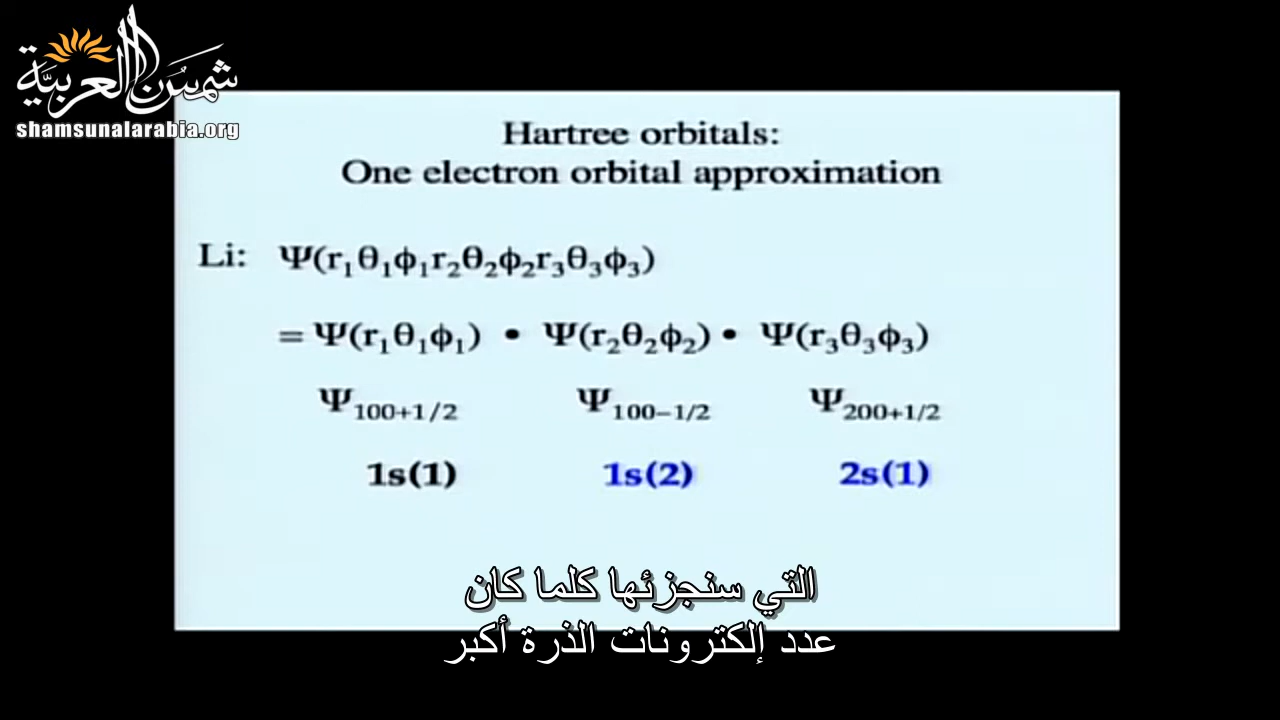 شمس العربية
shamsunalarabia.org
Hartree orbitals:
One electron orbital approximation
Li: Ψ(r₁θ₁ϕ₁r₂θ₂ϕ₂r₃θ₃ϕ₃)
= Ψ(r₁θ₁ϕ₁) • Ψ(r₂θ₂ϕ₂) • Ψ(r₃θ₃ϕ₃)
Ψ₁₀₀₊₁/₂ Ψ₁₀₀₋₁/₂ Ψ₂₀₀₊₁/₂
1s(1) 1s(2) 2s(1)
التي سنجزئها كلما كان
عدد إلكترونات الذرة أكبر